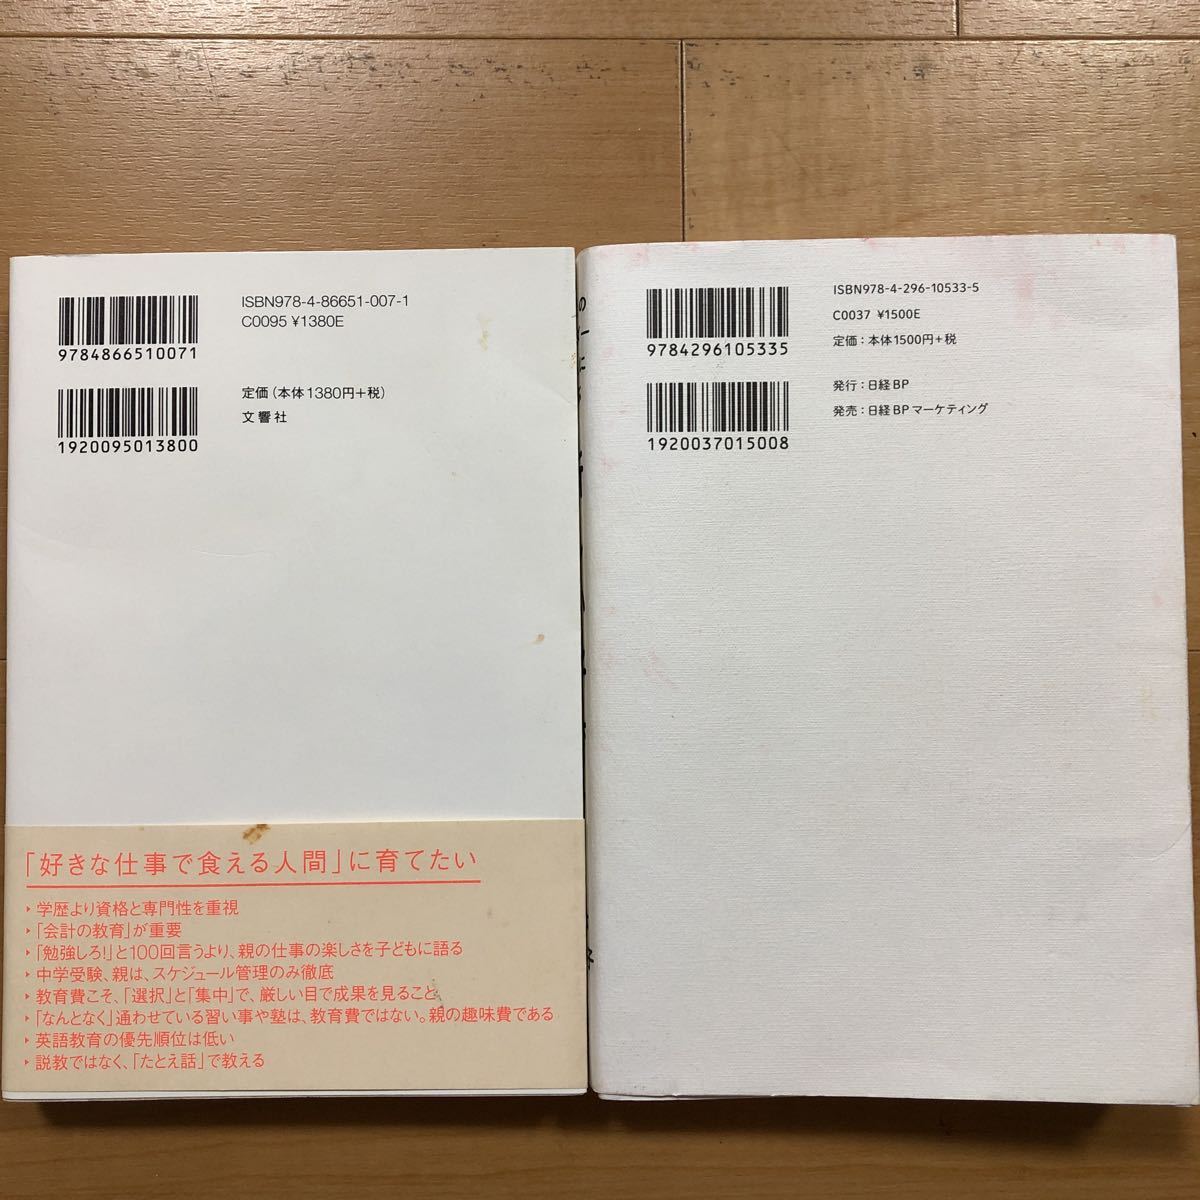 ISBN978-4-86651-007-1
C0095 ¥1380E
9784866510071
定価(本体1380円+税)
文響社
1920095013800
「好きな仕事で食える人間」に育てたい
▸学歴より資格と専門性を重視
▸「会計の教育」が重要
▸「勉強しろ!」と100回言うより、親の仕事の楽しさを子どもに語る
▸中学受験、親は、スケジュール管理のみ徹底
▸教育費こそ、「選択」と「集中」で、厳しい目で成果を見ること
▸「なんとなく」通わせている習い事や塾は、教育費ではない。親の趣味費である
▸英語教育の優先順位は低い
▸説教ではなく、「たとえ話」で教える
ISBN978-4-296-10533-5
C0037 ¥1500E
9784296105335
定価:本体1500円+税
発行:日経BP
発売:日経BPマーケティング
1920037015008